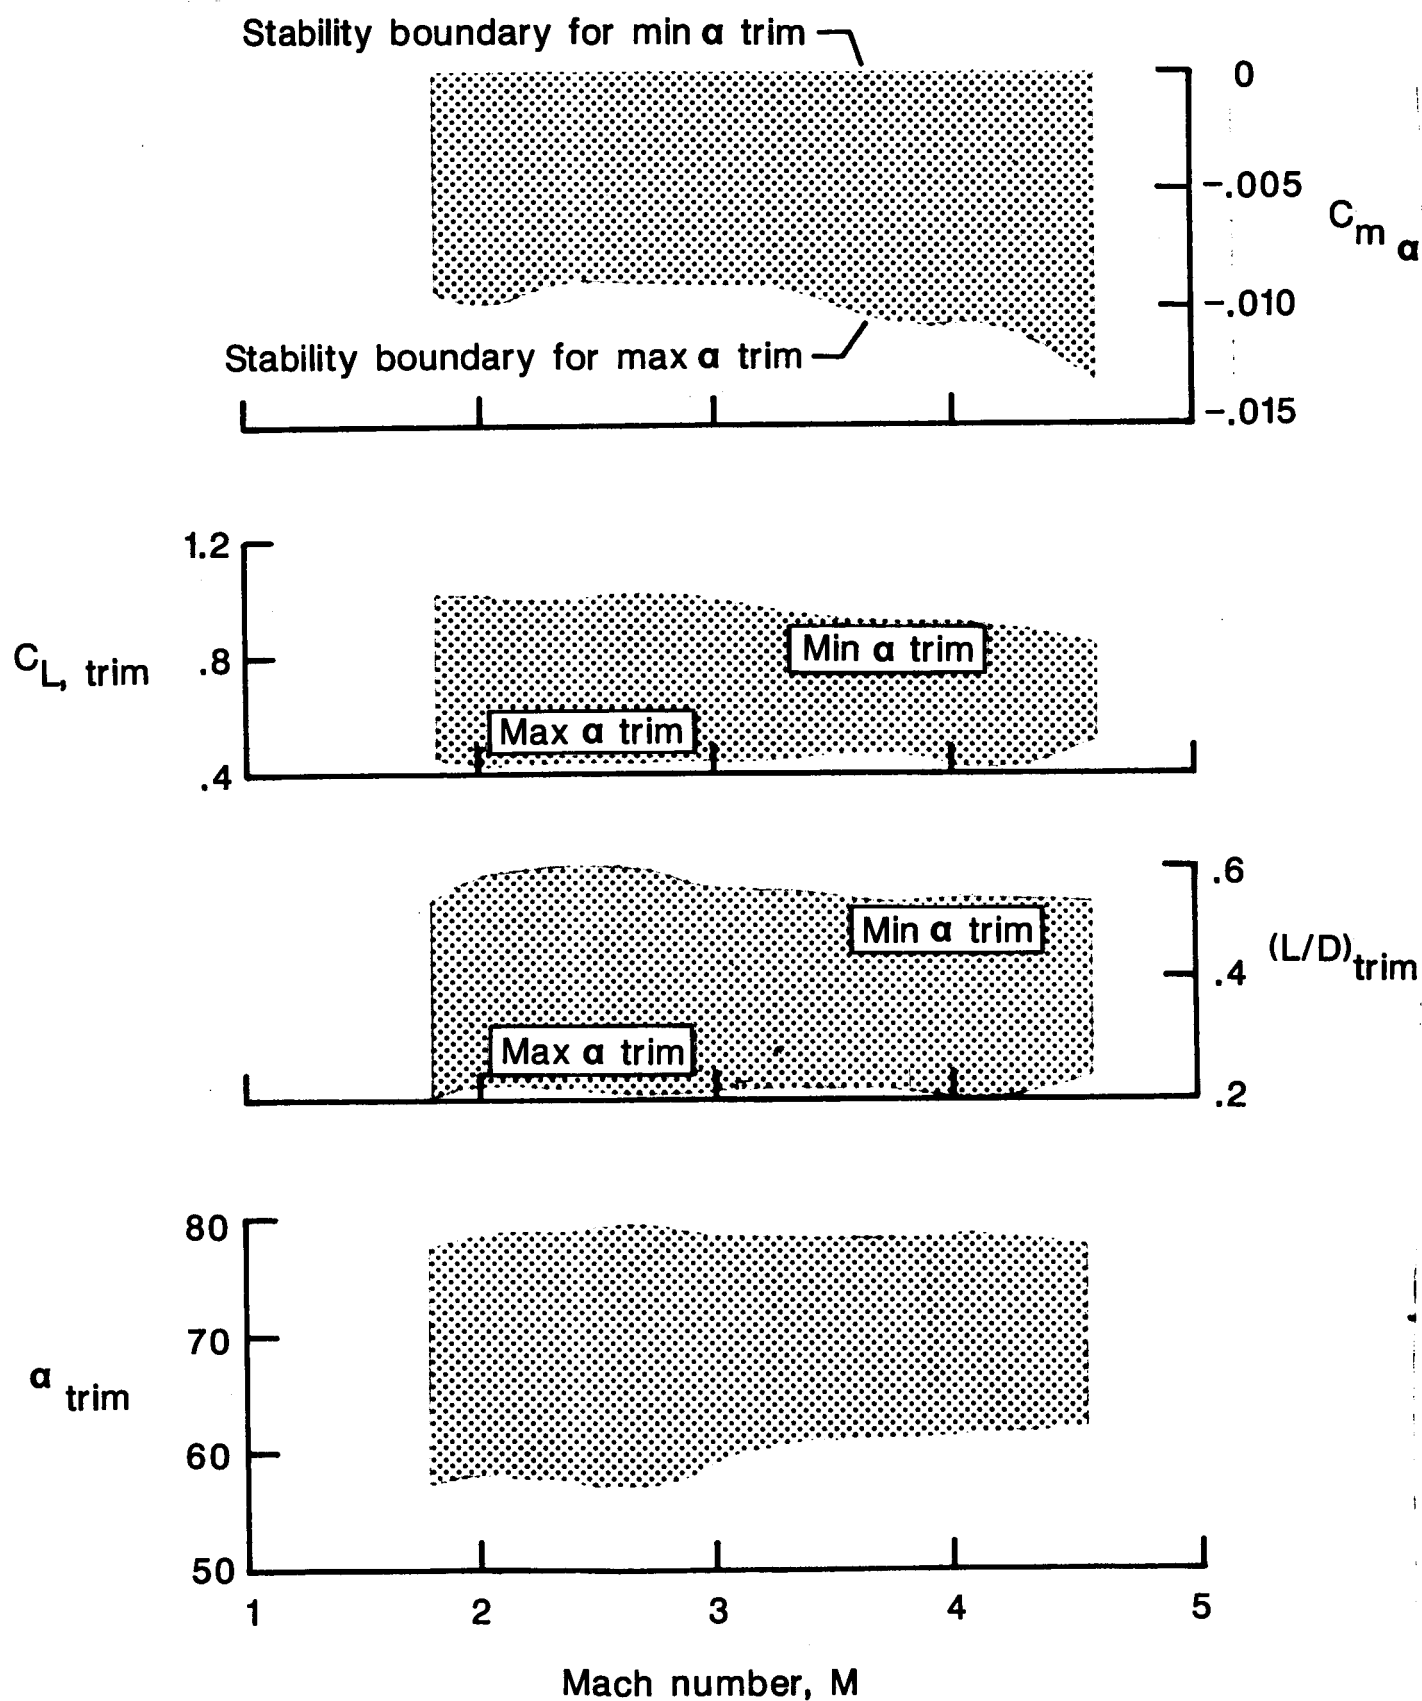 Stability boundary for min α trim
0
-.005
C m α
-.010
Stability boundary for max α trim
-.015
1.2
C L, trim
.8
Min α trim
Max α trim
.4
.6
Min α trim
(L/D) trim
.4
Max α trim
.2
80
70
α trim
60
50
1 2 3 4 5
Mach number, M